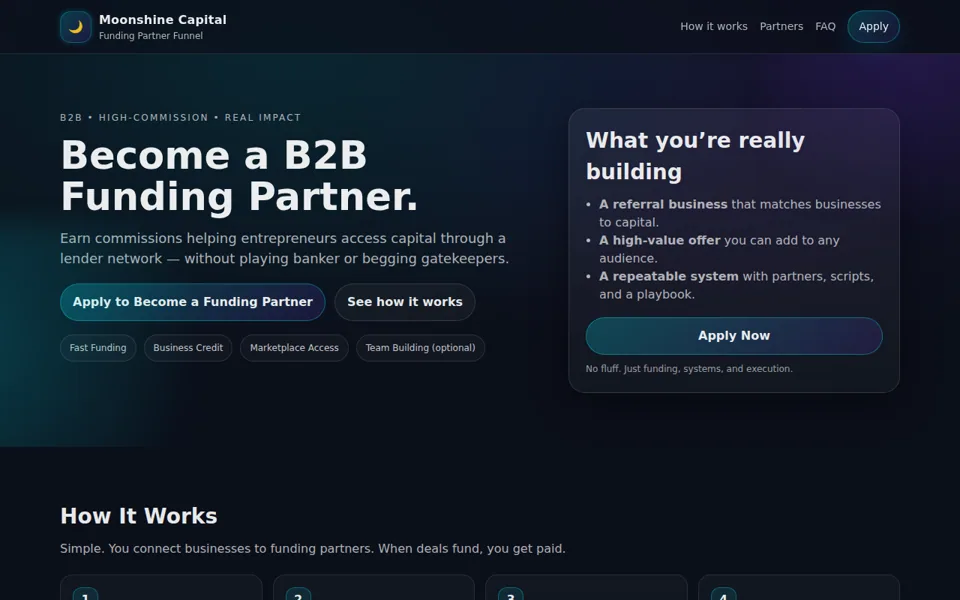 Moonshine Capital
Funding Partner Funnel
How it works
Partners
FAQ
Apply
B2B • HIGH-COMMISSION • REAL IMPACT
Become a B2B
Funding Partner.
Earn commissions helping entrepreneurs access capital through a
lender network — without playing banker or begging gatekeepers.
Apply to Become a Funding Partner
See how it works
Fast Funding
Business Credit
Marketplace Access
Team Building (optional)
What you’re really
building
• A referral business that matches businesses
to capital.
• A high-value offer you can add to any
audience.
• A repeatable system with partners, scripts,
and a playbook.
Apply Now
No fluff. Just funding, systems, and execution.
How It Works
Simple. You connect businesses to funding partners. When deals fund, you get paid.
1
2
3
4